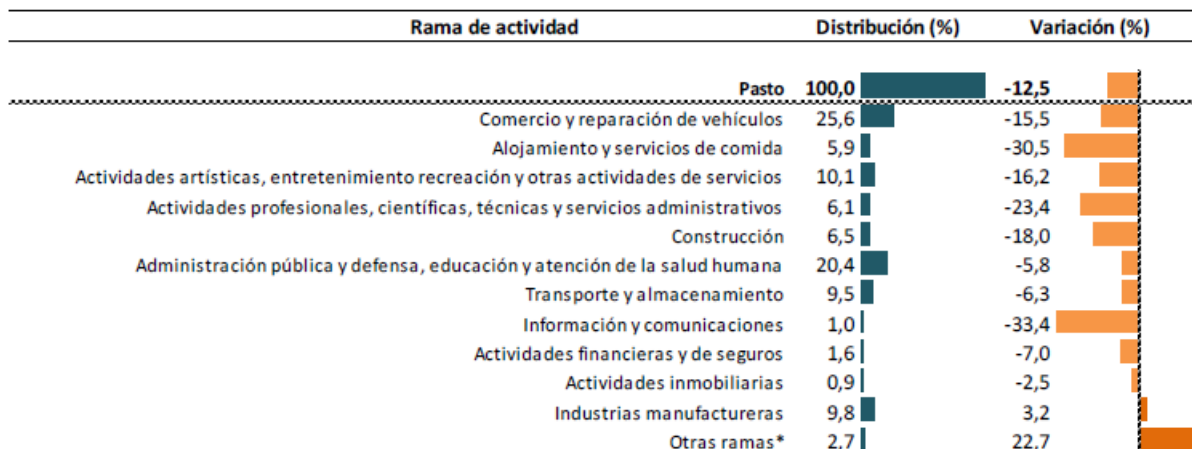 Rama de actividad Distribución (%) Variación (%)
Pasto 100,0 -12,5
Comercio y reparación de vehículos 25,6 -15,5
Alojamiento y servicios de comida 5,9 -30,5
Actividades artísticas, entretenimiento recreación y otras actividades de servicios 10,1 -16,2
Actividades profesionales, científicas, técnicas y servicios administrativos 6,1 -23,4
Construcción 6,5 -18,0
Administración pública y defensa, educación y atención de la salud humana 20,4 -5,8
Transporte y almacenamiento 9,5 -6,3
Información y comunicaciones 1,0 -33,4
Actividades financieras y de seguros 1,6 -7,0
Actividades inmobiliarias 0,9 -2,5
Industrias manufactureras 9,8 3,2
Otras ramas* 2,7 22,7